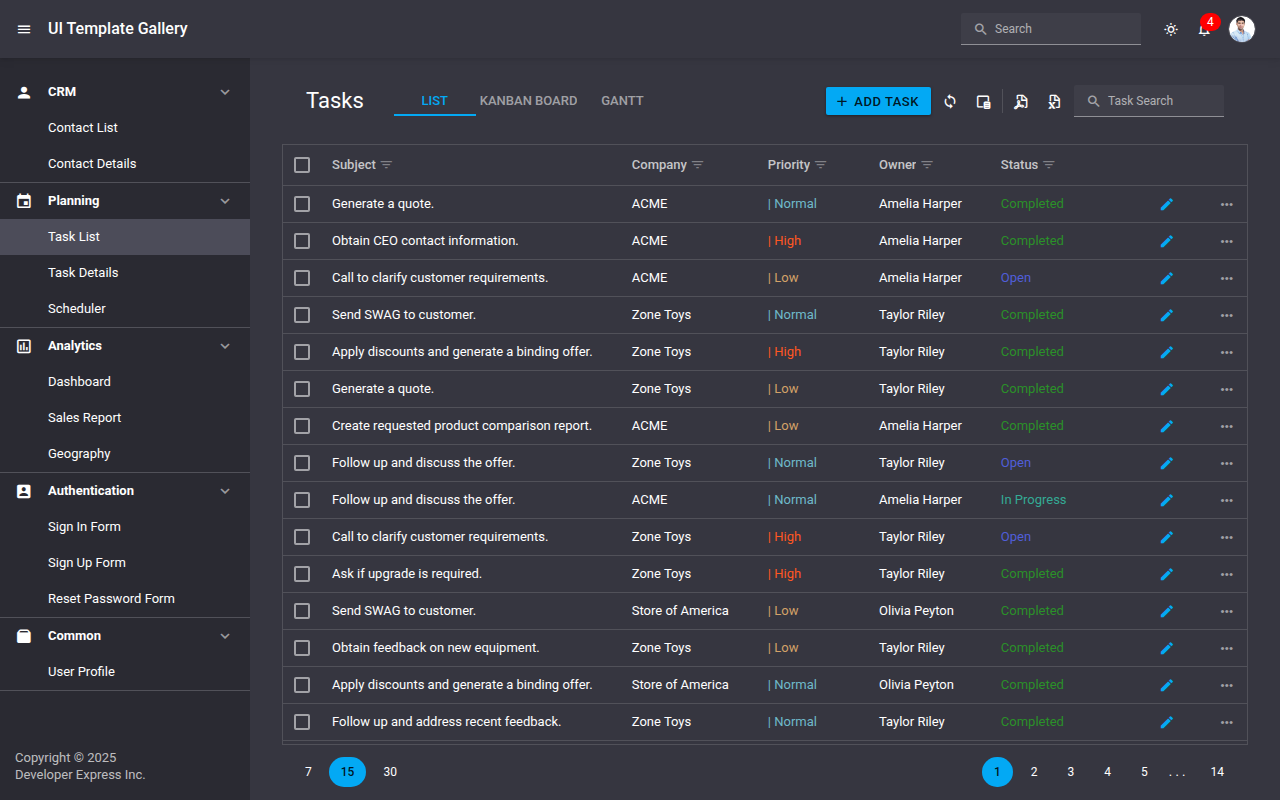 UI Template Gallery
Search
4
CRM
Contact List
Contact Details
Planning
Task List
Task Details
Scheduler
Analytics
Dashboard
Sales Report
Geography
Authentication
Sign In Form
Sign Up Form
Reset Password Form
Common
User Profile
Copyright © 2025
Developer Express Inc.
Tasks LIST KANBAN BOARD GANTT ADD TASK Task Search
Subject Company Priority Owner Status
Generate a quote. ACME | Normal Amelia Harper Completed
Obtain CEO contact information. ACME | High Amelia Harper Completed
Call to clarify customer requirements. ACME | Low Amelia Harper Open
Send SWAG to customer. Zone Toys | Normal Taylor Riley Completed
Apply discounts and generate a binding offer. Zone Toys | High Taylor Riley Completed
Generate a quote. Zone Toys | Low Taylor Riley Completed
Create requested product comparison report. ACME | Low Amelia Harper Completed
Follow up and discuss the offer. Zone Toys | Normal Taylor Riley Open
Follow up and discuss the offer. ACME | Normal Amelia Harper In Progress
Call to clarify customer requirements. Zone Toys | High Taylor Riley Open
Ask if upgrade is required. Zone Toys | High Taylor Riley Completed
Send SWAG to customer. Store of America | Low Olivia Peyton Completed
Obtain feedback on new equipment. Zone Toys | Low Taylor Riley Completed
Apply discounts and generate a binding offer. Store of America | Normal Olivia Peyton Completed
Follow up and address recent feedback. Zone Toys | Normal Taylor Riley Completed
7 15 30 1 2 3 4 5 . . . 14